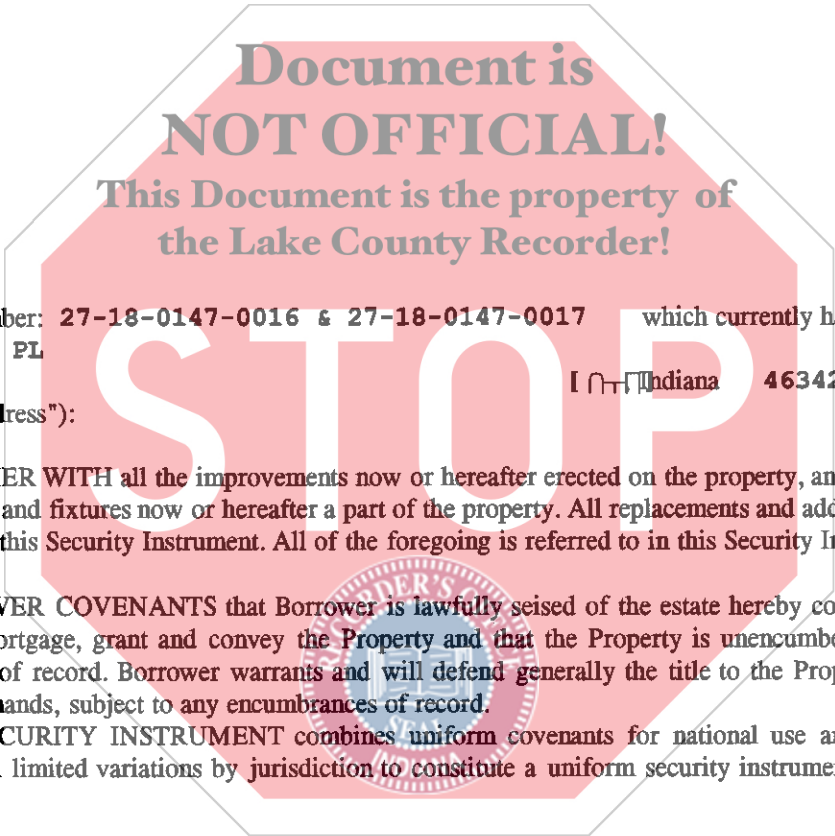 Document is
NOT OFFICIAL!
This Document is the property of
the Lake County Recorder!
ber: 27-18-0147-0016 & 27-18-0147-0017 which currently h
PL
[ Indiana 46342
ress"):
STOP
ER WITH all the improvements now or hereafter erected on the property, an
and fixtures now or hereafter a part of the property. All replacements and add
this Security Instrument. All of the foregoing is referred to in this Security In
VER COVENANTS that Borrower is lawfully seised of the estate hereby co
ortgage, grant and convey the Property and that the Property is unencumbe
of record. Borrower warrants and will defend generally the title to the Prop
ands, subject to any encumbrances of record.
CURITY INSTRUMENT combines uniform covenants for national use a
limited variations by jurisdiction to constitute a uniform security instrume
RECORDER'S OFFICE
SEAL
INDIANA